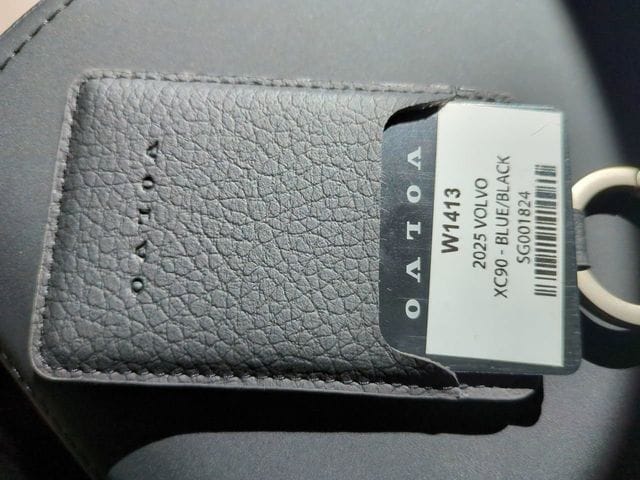 VOLVO
VOLVO
W1413
2025 VOLVO
XC90 - BLUE/BLACK
SG001824